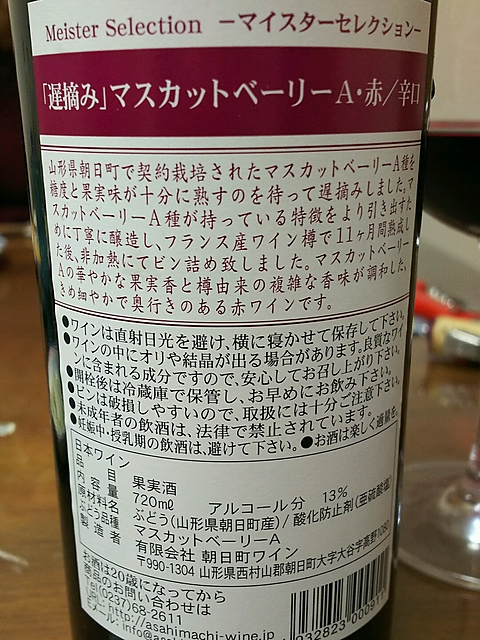 Meister Selection －マイスターセレクション－
「遅摘み」マスカットベーリーA・赤／辛口
山形県朝日町で契約栽培されたマスカットベーリーA種を
糖度と果実味が十分に熟すのを待って遅摘みしました。マ
スカットベーリーA種が持っている特徴をより引き出すた
めに丁寧に醸造し、フランス産ワイン樽で11ヶ月間熟成し
た後、非加熱にてビン詰め致しました。マスカットベーリー
Aの華やかな果実香と樽由来の複雑な香味が調和した、
きめ細やかで奥行きのある赤ワインです。
●ワインは直射日光を避け、横に寝かせて保存して下さい。
●ワインの中にオリや結晶が出る場合があります。良質なワイ
ンに含まれる成分ですので、安心してお召し上がり下さい。
●開栓後は冷蔵庫で保管し、お早めにお飲み下さい。
●ビンは破損しやすいので、取扱には十分ご注意下さい。
●未成年者の飲酒は、法律で禁止されています。
●妊娠中・授乳期の飲酒は、避けて下さい。●お酒は楽しく適量を。
日本ワイン
品目 果実酒
内容量 720ml アルコール分 13%
原材料名 ぶどう（山形県朝日町産）/酸化防止剤（亜硫酸塩）
ぶどう品種 マスカットベーリーA
製造者 有限会社 朝日町ワイン
〒990-1304 山形県西村山郡朝日町大字大谷字高野1080
お酒は20歳になってから
商品のお問い合わせは
(0237)68-2611
http://asahimachi-wine.jp
Eメール:info@as
032823 000911